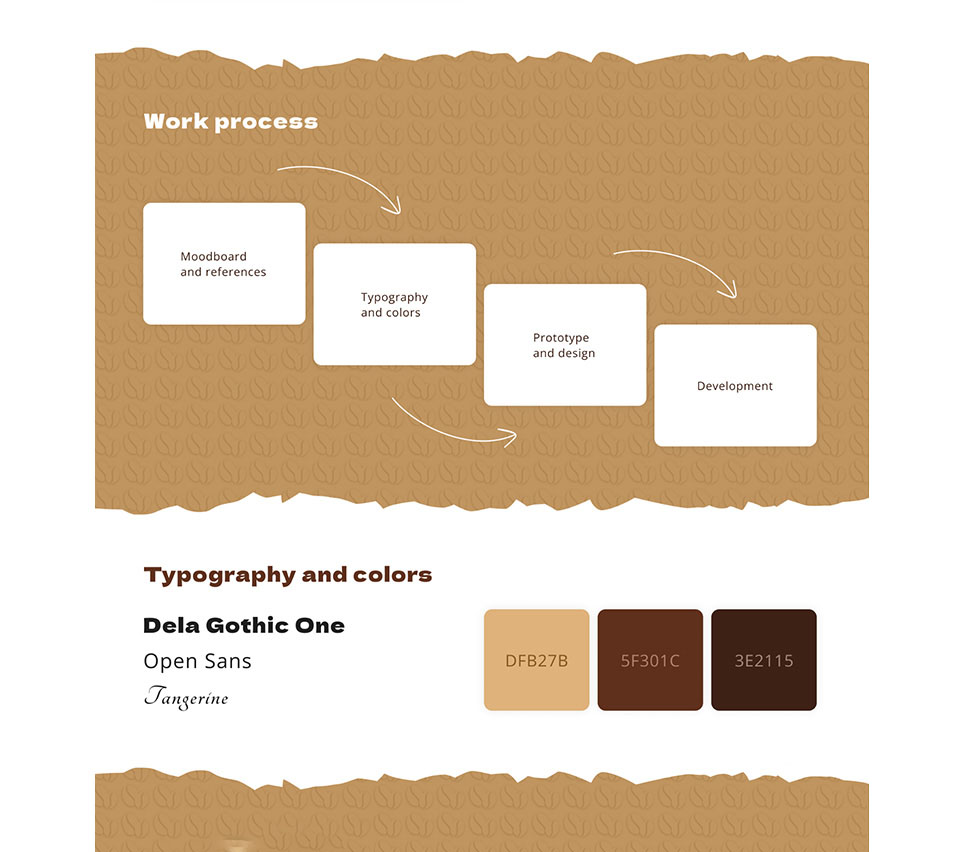 Work process
Moodboard
and references
Typography
and colors
Prototype
and design
Development
Typography and colors
Dela Gothic One
Open Sans
Tangerine
DFB27B
5F301C
3E2115